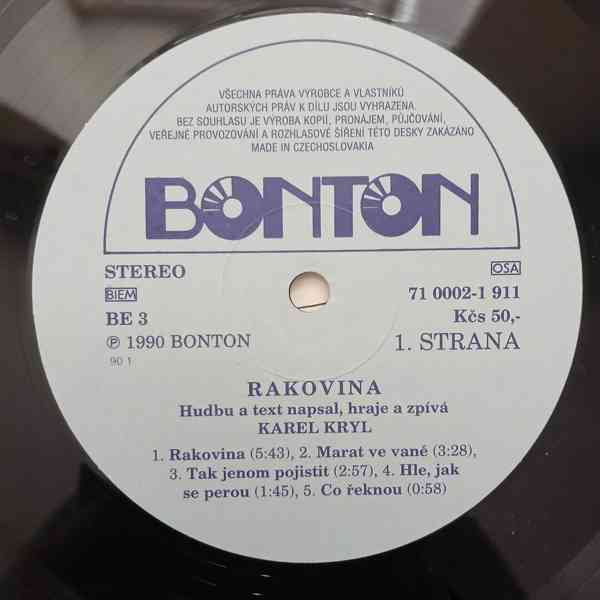 VŠECHNA PRÁVA VÝROBCE A VLASTNÍKŮ
AUTORSKÝCH PRÁV K DÍLU JSOU VYHRAZENA.
BEZ SOUHLASU JE VÝROBA KOPIÍ, PRONÁJEM, PŮJČOVÁNÍ,
VEŘEJNÉ PROVOZOVÁNÍ A ROZHLASOVÉ ŠÍŘENÍ TÉTO DESKY ZAKÁZÁNO
MADE IN CZECHOSLOVAKIA
BONTON
STEREO OSA
BIEM 71 0002-1 911
BE 3 Kčs 50,-
℗ 1990 BONTON 1. STRANA
90 1
RAKOVINA
Hudbu a text napsal, hraje a zpívá
KAREL KRYL
1. Rakovina (5:43), 2. Marat ve vaně (3:28),
3. Tak jenom pojistit (2:57), 4. Hle, jak
se perou (1:45), 5. Co řeknou (0:58)